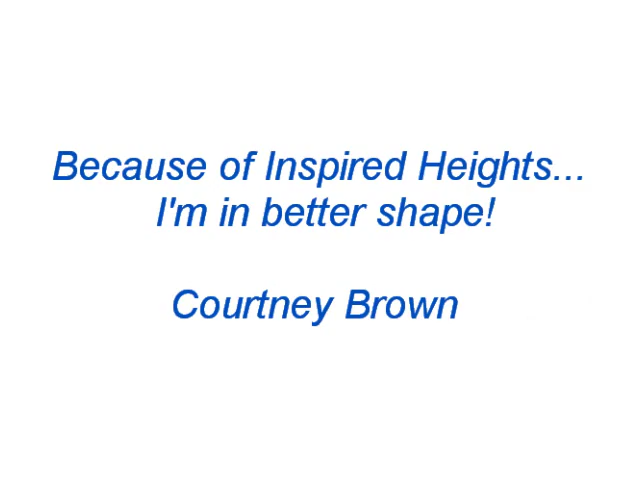 Because of Inspired Heights...
I'm in better shape!
Courtney Brown